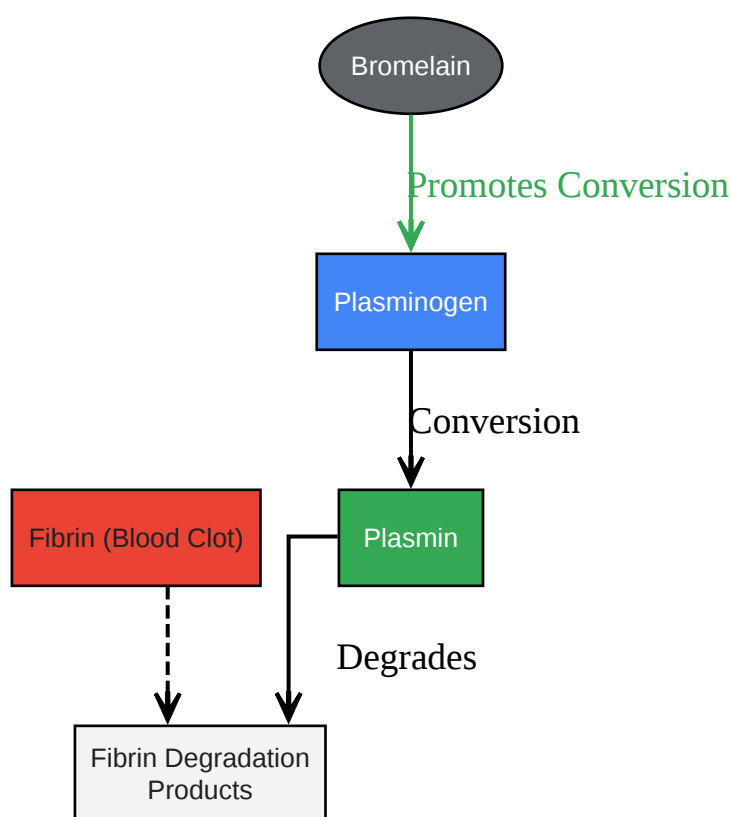 Bromelain
Promotes Conversion
Plasminogen
Conversion
Fibrin (Blood Clot)
Plasmin
Degrades
Fibrin Degradation
Products